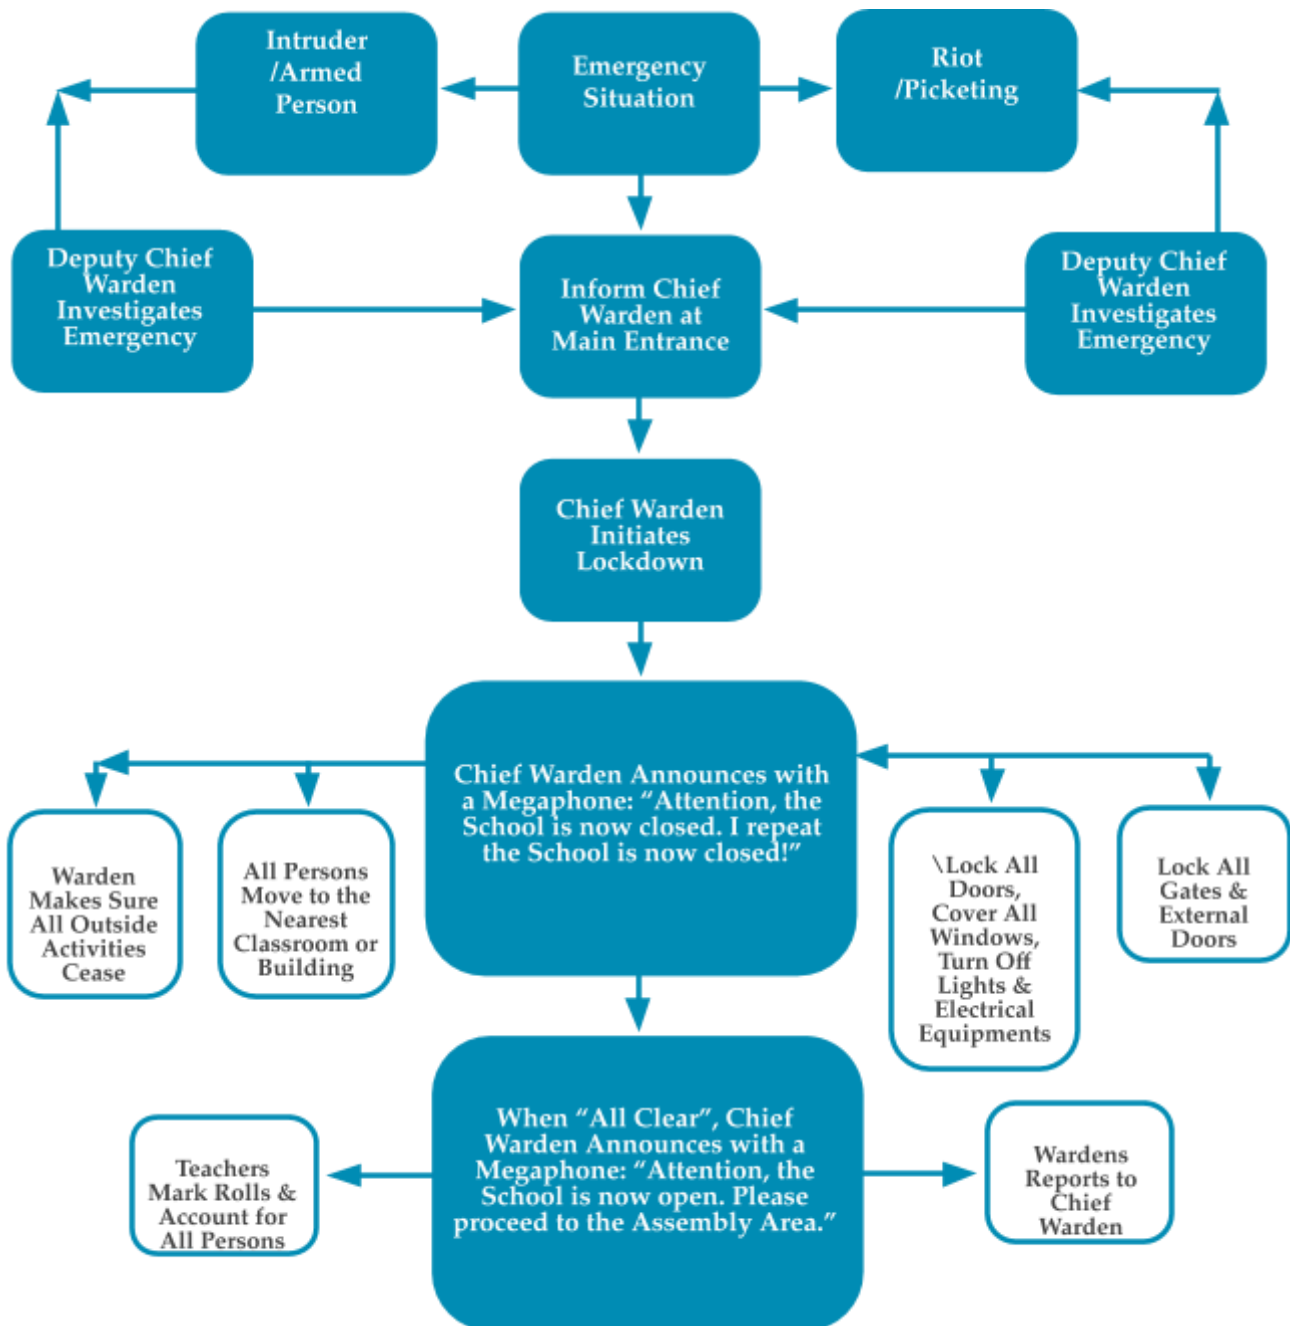 Intruder
/Armed
Person
Emergency
Situation
Riot
/Picketing
Deputy Chief
Warden
Investigates
Emergency
Inform Chief
Warden at
Main Entrance
Deputy Chief
Warden
Investigates
Emergency
Chief Warden
Initiates
Lockdown
Chief Warden Announces with
a Megaphone: “Attention, the
School is now closed. I repeat
the School is now closed!”
Warden
Makes Sure
All Outside
Activities
Cease
All Persons
Move to the
Nearest
Classroom or
Building
\Lock All
Doors,
Cover All
Windows,
Turn Off
Lights &
Electrical
Equipments
Lock All
Gates &
External
Doors
When “All Clear”, Chief
Warden Announces with a
Megaphone: “Attention, the
School is now open. Please
proceed to the Assembly Area.”
Teachers
Mark Rolls &
Account for
All Persons
Wardens
Reports to
Chief
Warden